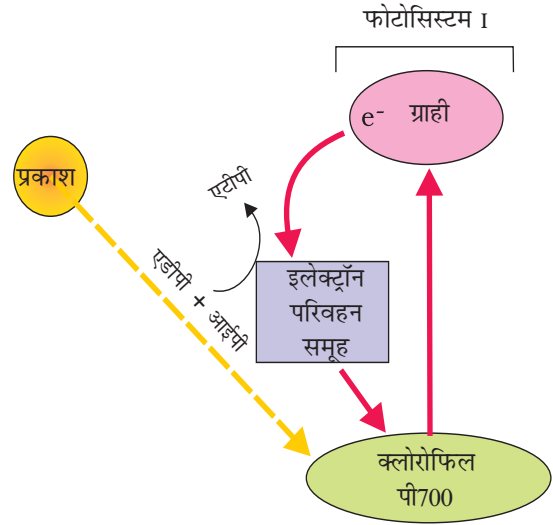 फोटोसिस्टम I
e- ग्राही
प्रकाश
एटीपी
एडीपी + आईपी
इलेक्ट्रॉन
परिवहन
समूह
क्लोरोफिल
पी700